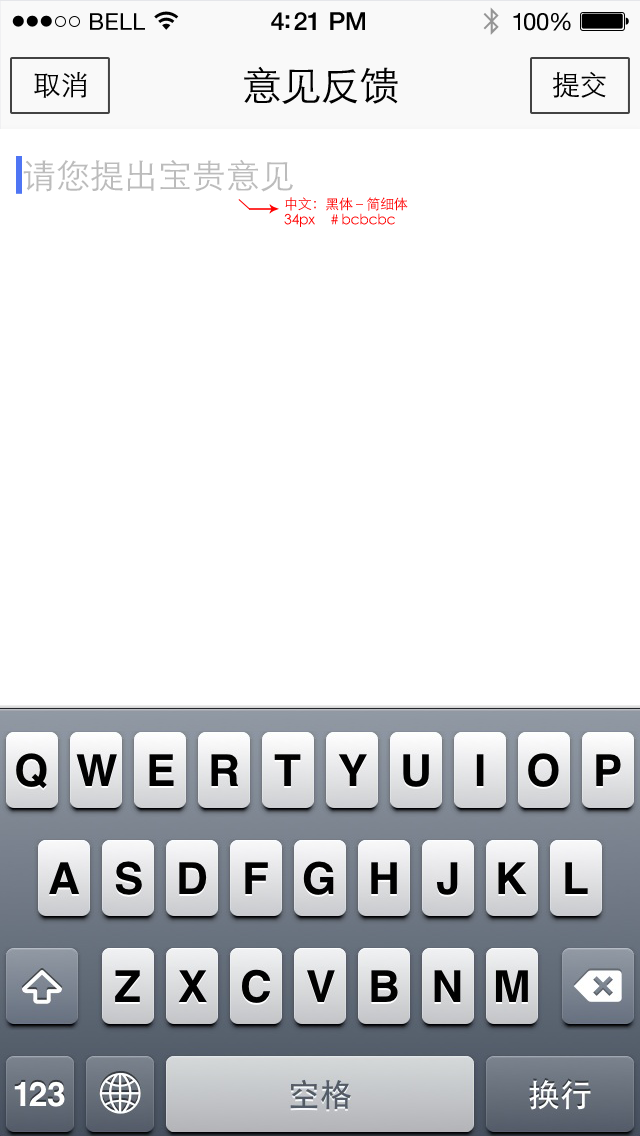 BELL 4:21 PM 100%
取消 意见反馈 提交
请您提出宝贵意见
中文：黑体－简细体
34px #bcbcbc
Q W E R T Y U I O P
A S D F G H J K L
Z X C V B N M
123 空格 换行